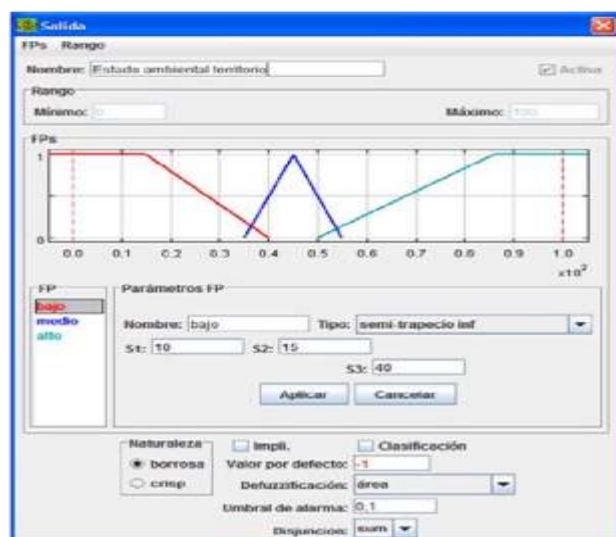 Salida
FPs Rango
Nombre: Estado ambiental territorio Activa
Rango
Mínimo: 0 Máximo: 100
FPs
1
0
0.0 0.1 0.2 0.3 0.4 0.5 0.6 0.7 0.8 0.9 1.0
x10²
FP
bajo
medio
alto
Parámetros FP
Nombre: bajo Tipo: semi-trapecio inf
S1: 10 S2: 15
S3: 40
Aplicar Cancelar
Naturaleza
borrosa
crisp
Impli. Clasificación
Valor por defecto: -1
Defuzzificación: área
Umbral de alarma: 0,1
Disjuncion: sum